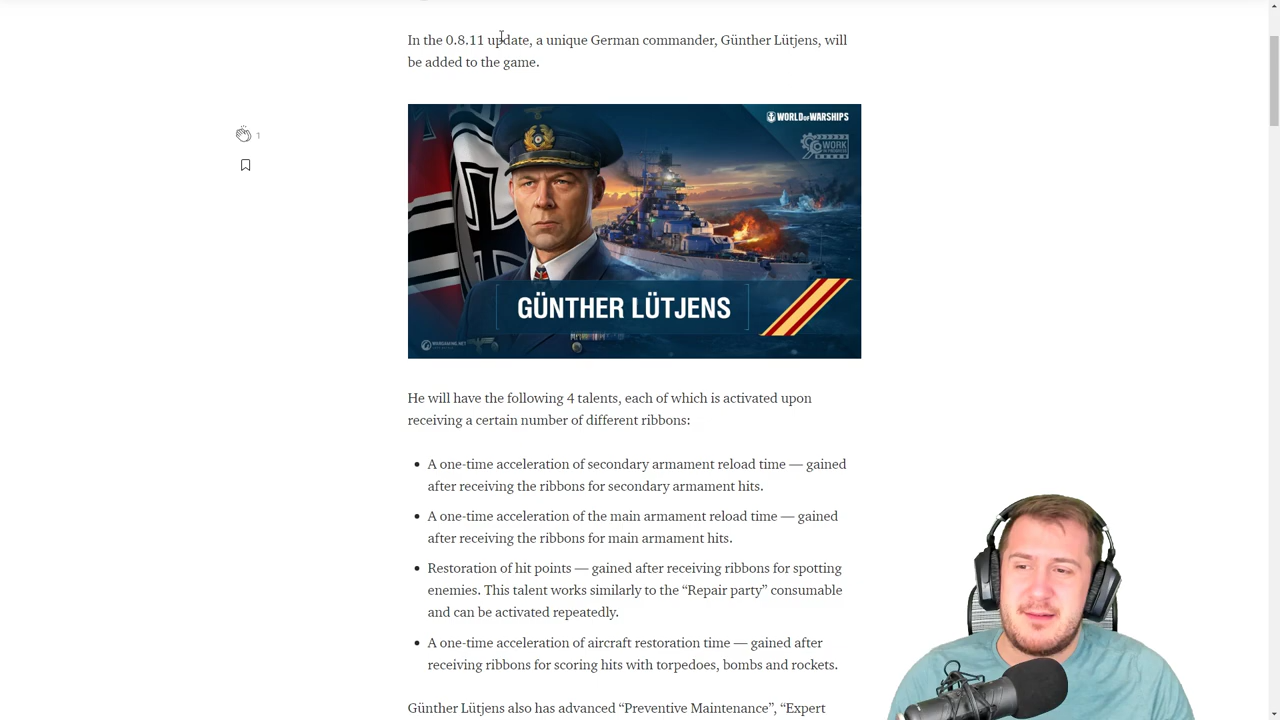 In the 0.8.11 update, a unique German commander, Günther Lütjens, will
be added to the game.
1
WORLD OF WARSHIPS
WORK
IN PROGRESS
GÜNTHER LÜTJENS
WARGAMING.NET
He will have the following 4 talents, each of which is activated upon
receiving a certain number of different ribbons:
A one-time acceleration of secondary armament reload time — gained
after receiving the ribbons for secondary armament hits.
A one-time acceleration of the main armament reload time — gained
after receiving the ribbons for main armament hits.
Restoration of hit points — gained after receiving ribbons for spotting
enemies. This talent works similarly to the “Repair party” consumable
and can be activated repeatedly.
A one-time acceleration of aircraft restoration time — gained after
receiving ribbons for scoring hits with torpedoes, bombs and rockets.
Günther Lütjens also has advanced “Preventive Maintenance”, “Expert